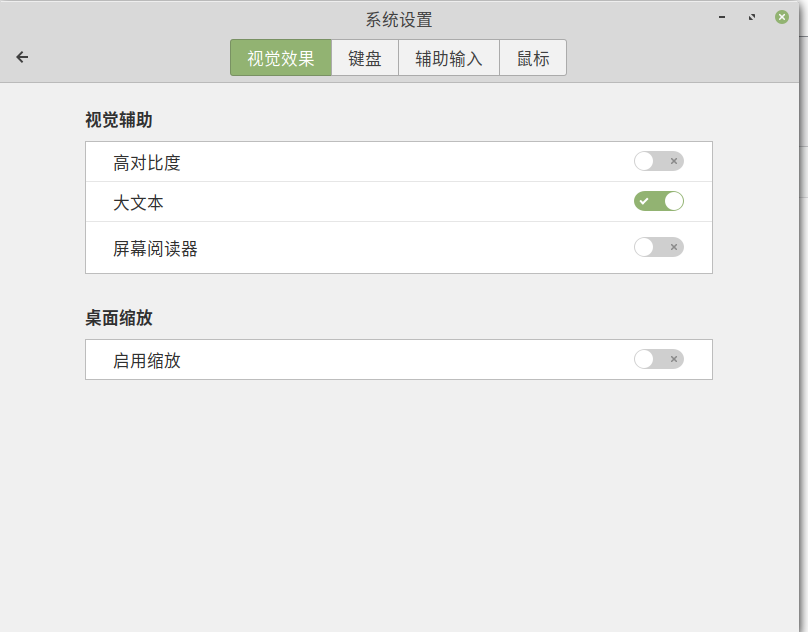 系统设置
视觉效果 键盘 辅助输入 鼠标
视觉辅助
高对比度
大文本
屏幕阅读器
桌面缩放
启用缩放